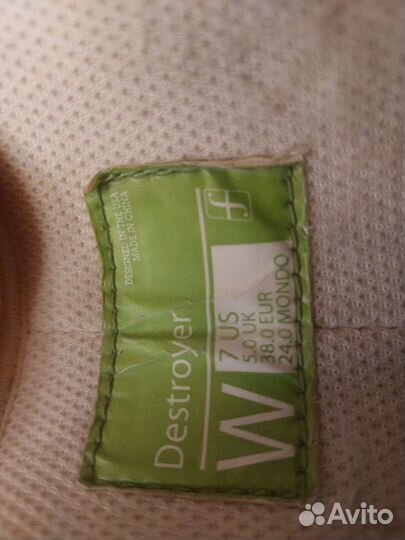 DESIGNED IN THE USA
MADE IN CHINA
f
Destroyer
W
7 US
5.0 UK
38.0 EUR
24.0 MONDO
Avito